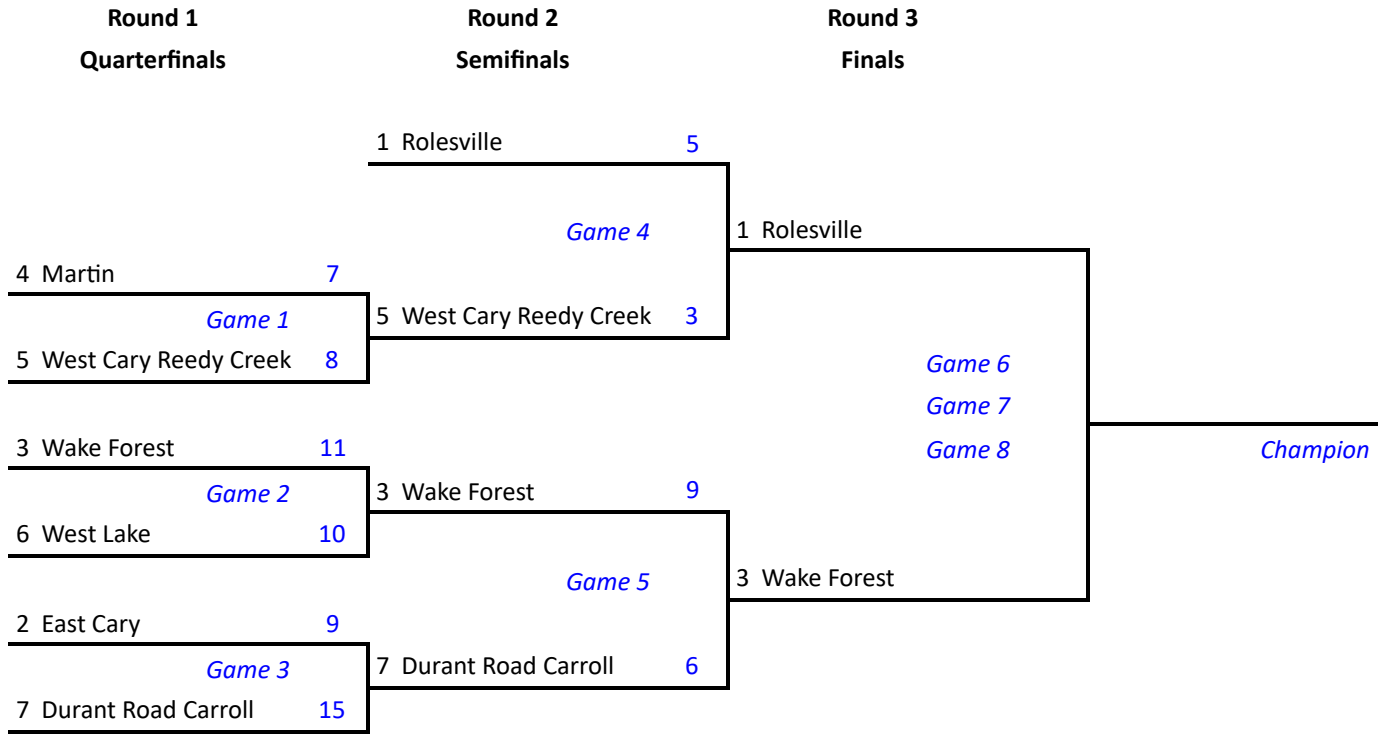 Round 1 Round 2 Round 3
Quarterfinals Semifinals Finals
1 Rolesville 5
Game 4
1 Rolesville
4 Martin 7
Game 1
5 West Cary Reedy Creek 3
5 West Cary Reedy Creek 8
Game 6
Game 7
3 Wake Forest 11
Game 8
Champion
Game 2
3 Wake Forest 9
6 West Lake 10
Game 5
3 Wake Forest
2 East Cary 9
Game 3
7 Durant Road Carroll 6
7 Durant Road Carroll 15